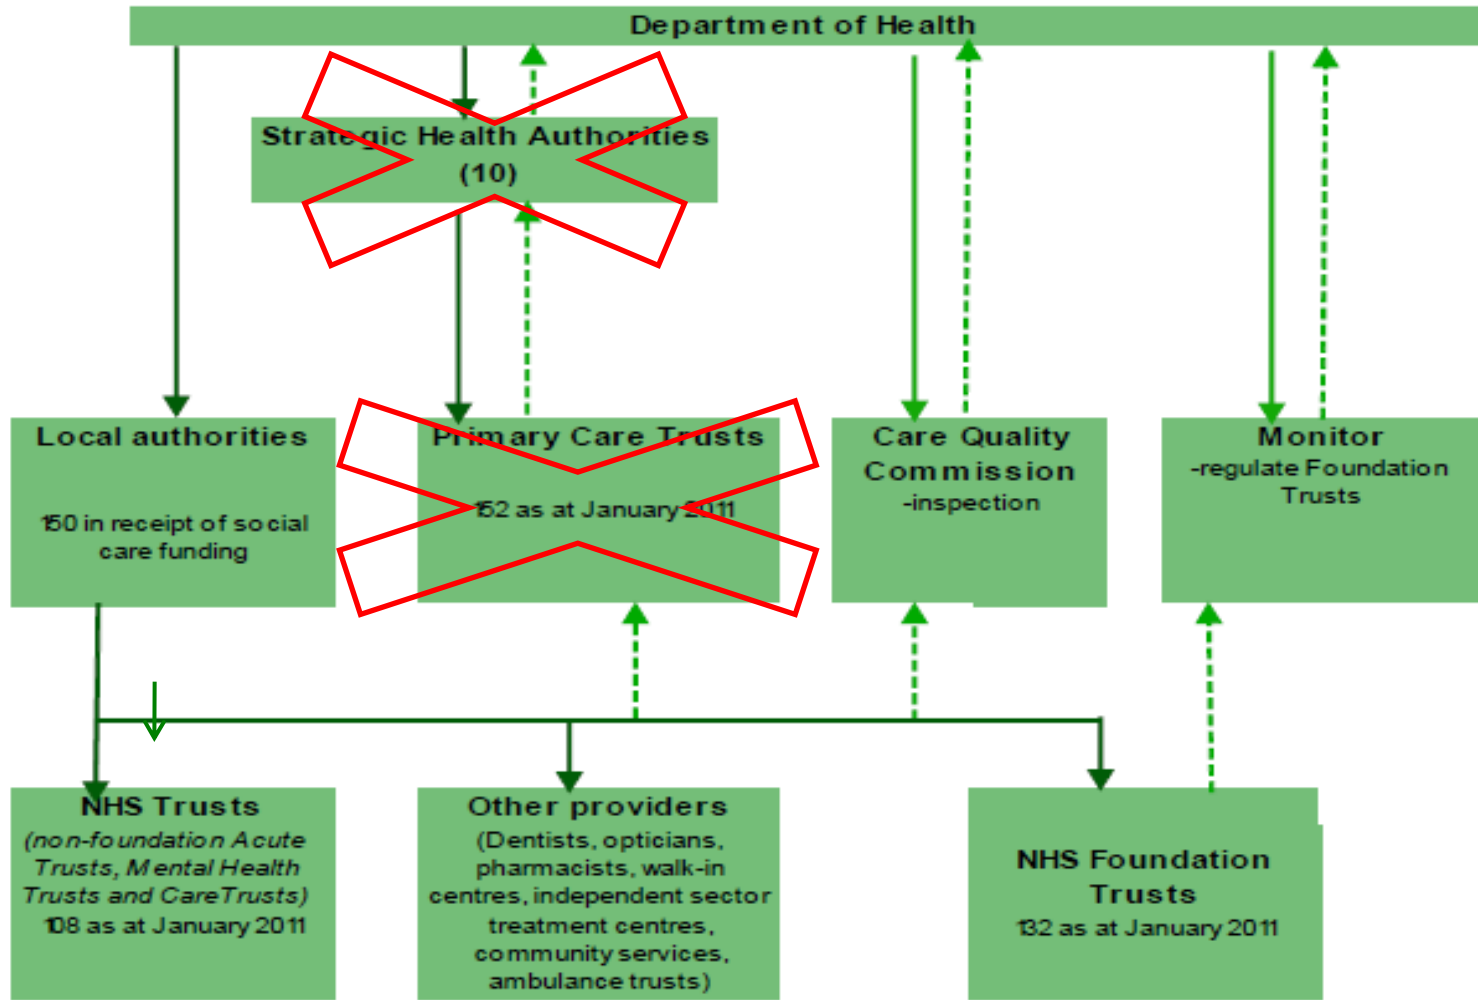 Department of Health
Strategic Health Authorities
(10)
Local authorities
150 in receipt of social
care funding
Primary Care Trusts
152 as at January 2011
Care Quality
Commission
-inspection
Monitor
-regulate Foundation
Trusts
NHS Trusts
(non-foundation Acute
Trusts, Mental Health
Trusts and CareTrusts)
108 as at January 2011
Other providers
(Dentists, opticians,
pharmacists, walk-in
centres, independent sector
treatment centres,
community services,
ambulance trusts)
NHS Foundation
Trusts
132 as at January 2011